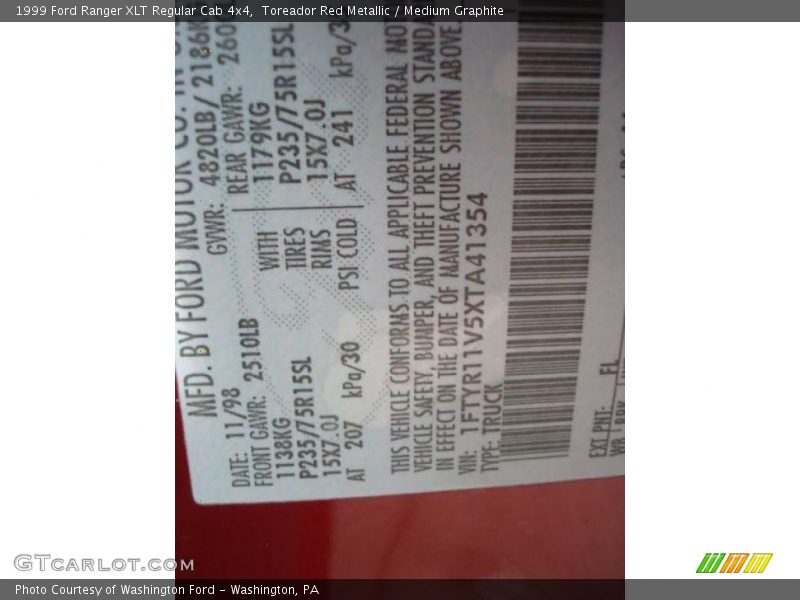 1999 Ford Ranger XLT Regular Cab 4x4,  Toreador Red Metallic / Medium Graphite
MFD. BY FORD MOTOR CO.
DATE: 11/98 GVWR: 4820LB/ 2186K
FRONT GAWR: 2510LB REAR GAWR: 260
1138KG WITH 1179KG
P235/75R15SL TIRES P235/75R15SL
15X7.0J RIMS 15X7.0J
AT 207 kPa/30 PSI COLD AT 241 kPa/3
THIS VEHICLE CONFORMS TO ALL APPLICABLE FEDERAL MOT
VEHICLE SAFETY, BUMPER, AND THEFT PREVENTION STANDA
IN EFFECT ON THE DATE OF MANUFACTURE SHOWN ABOVE.
VIN: 1FTYR11V5XTA41354
TYPE: TRUCK
EXT PNT: FL
WB
GTCARLOT.COM
Photo Courtesy of Washington Ford - Washington, PA